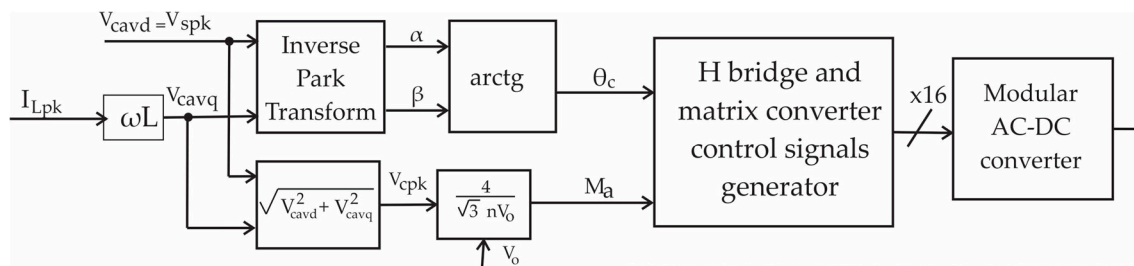 V_cavd = V_spk
I_Lpk
ωL
V_cavq
Inverse
Park
Transform
α
β
arctg
θ_c
√(V²_cavd + V²_cavq)
V_cpk
4
√3 nV_o
V_o
M_a
H bridge and
matrix converter
control signals
generator
x16
Modular
AC-DC
converter